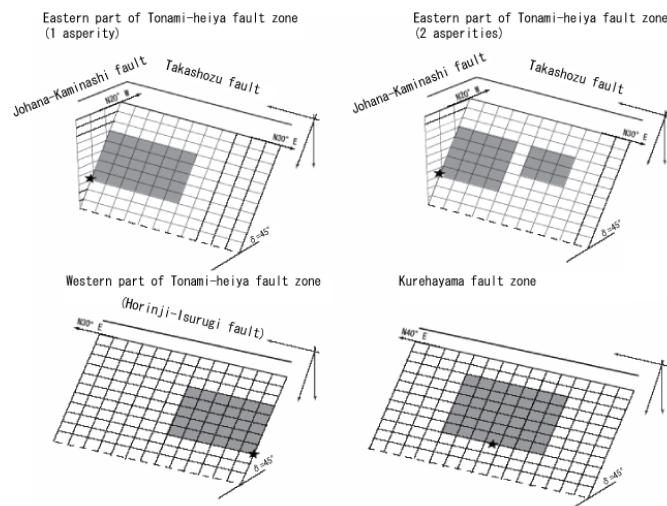 Eastern part of Tonami-heiya fault zone
(1 asperity)
Johana-Kaminashi fault
Takashozu fault
N20° W
N30° E
δ=45°
Eastern part of Tonami-heiya fault zone
(2 asperities)
Johana-Kaminashi fault
Takashozu fault
N20° W
N30° E
δ=45°
Western part of Tonami-heiya fault zone
(Horinji-Isurugi fault)
N30° E
δ=45°
Kurehayama fault zone
N40° E
δ=45°